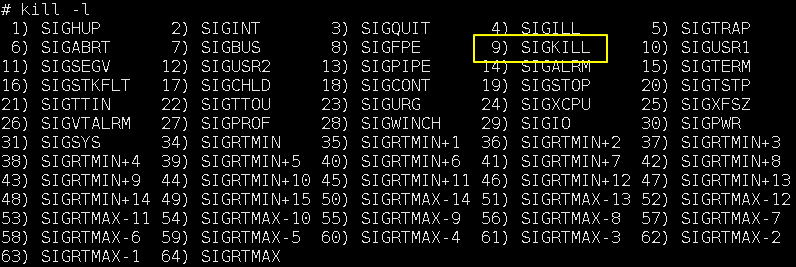 # kill -l
1) SIGHUP 2) SIGINT 3) SIGQUIT 4) SIGILL 5) SIGTRAP
6) SIGABRT 7) SIGBUS 8) SIGFPE 9) SIGKILL 10) SIGUSR1
11) SIGSEGV 12) SIGUSR2 13) SIGPIPE 14) SIGALRM 15) SIGTERM
16) SIGSTKFLT 17) SIGCHLD 18) SIGCONT 19) SIGSTOP 20) SIGTSTP
21) SIGTTIN 22) SIGTTOU 23) SIGURG 24) SIGXCPU 25) SIGXFSZ
26) SIGVTALRM 27) SIGPROF 28) SIGWINCH 29) SIGIO 30) SIGPWR
31) SIGSYS 34) SIGRTMIN 35) SIGRTMIN+1 36) SIGRTMIN+2 37) SIGRTMIN+3
38) SIGRTMIN+4 39) SIGRTMIN+5 40) SIGRTMIN+6 41) SIGRTMIN+7 42) SIGRTMIN+8
43) SIGRTMIN+9 44) SIGRTMIN+10 45) SIGRTMIN+11 46) SIGRTMIN+12 47) SIGRTMIN+13
48) SIGRTMIN+14 49) SIGRTMIN+15 50) SIGRTMAX-14 51) SIGRTMAX-13 52) SIGRTMAX-12
53) SIGRTMAX-11 54) SIGRTMAX-10 55) SIGRTMAX-9 56) SIGRTMAX-8 57) SIGRTMAX-7
58) SIGRTMAX-6 59) SIGRTMAX-5 60) SIGRTMAX-4 61) SIGRTMAX-3 62) SIGRTMAX-2
63) SIGRTMAX-1 64) SIGRTMAX